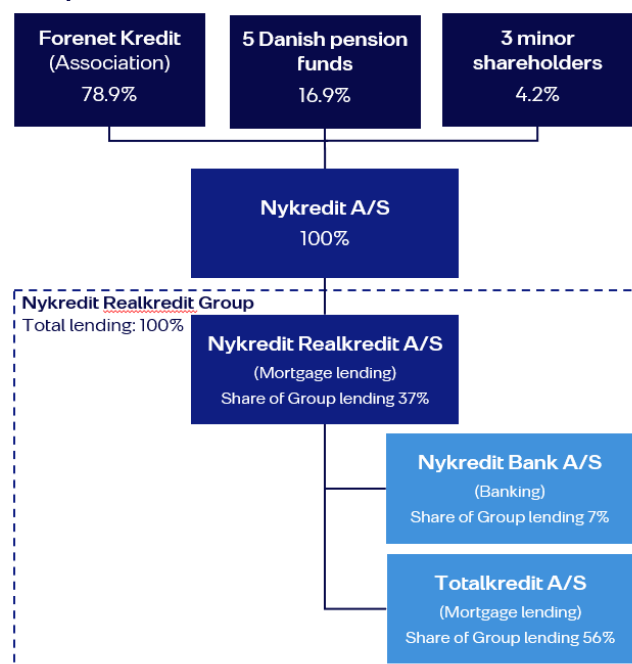 Forenet Kredit
(Association)
78.9%
5 Danish pension
funds
16.9%
3 minor
shareholders
4.2%
Nykredit A/S
100%
Nykredit Realkredit Group
Total lending: 100%
Nykredit Realkredit A/S
(Mortgage lending)
Share of Group lending 37%
Nykredit Bank A/S
(Banking)
Share of Group lending 7%
Totalkredit A/S
(Mortgage lending)
Share of Group lending 56%